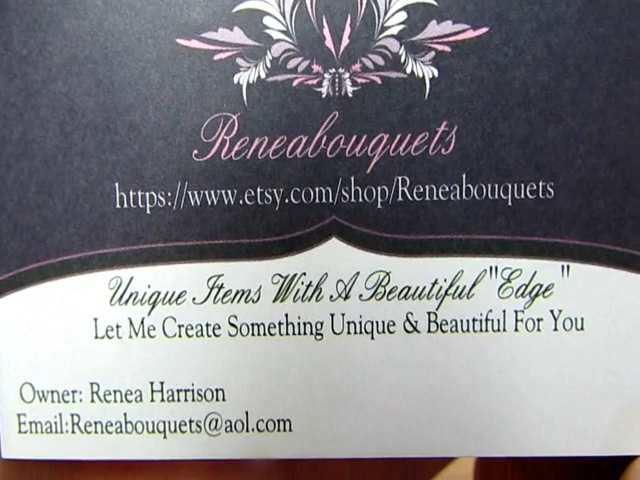 Reneabouquets
https://www.etsy.com/shop/Reneabouquets
Unique Items With A Beautiful "Edge"
Let Me Create Something Unique & Beautiful For You
Owner: Renea Harrison
Email:Reneabouquets@aol.com